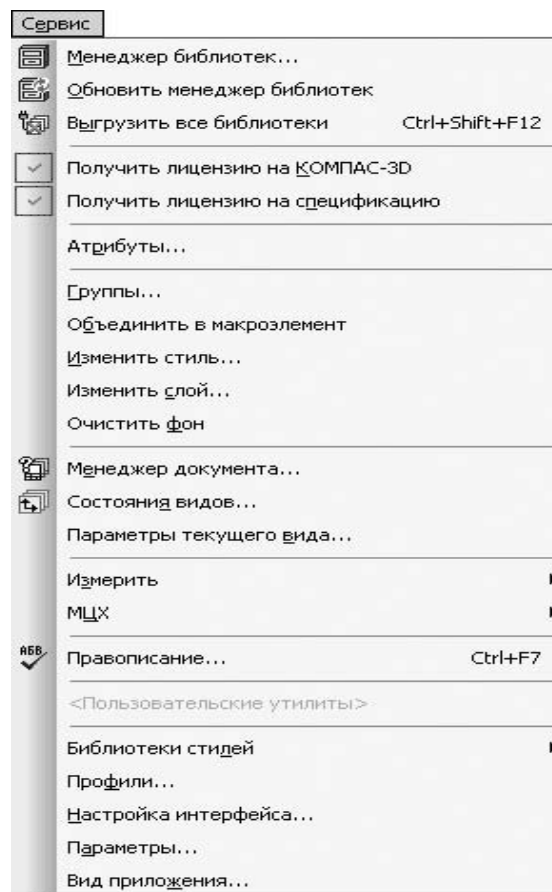 Сервис
Менеджер библиотек...
Обновить менеджер библиотек
Выгрузить все библиотеки Ctrl+Shift+F12
Получить лицензию на КОМПАС-3D
Получить лицензию на спецификацию
Атрибуты...
Группы...
Объединить в макроэлемент
Изменить стиль...
Изменить слой...
Очистить фон
Менеджер документа...
Состояния видов...
Параметры текущего вида...
Измерить
МЦХ
АБВ Правописание... Ctrl+F7
<Пользовательские утилиты>
Библиотеки стилей
Профили...
Настройка интерфейса...
Параметры...
Вид приложения...